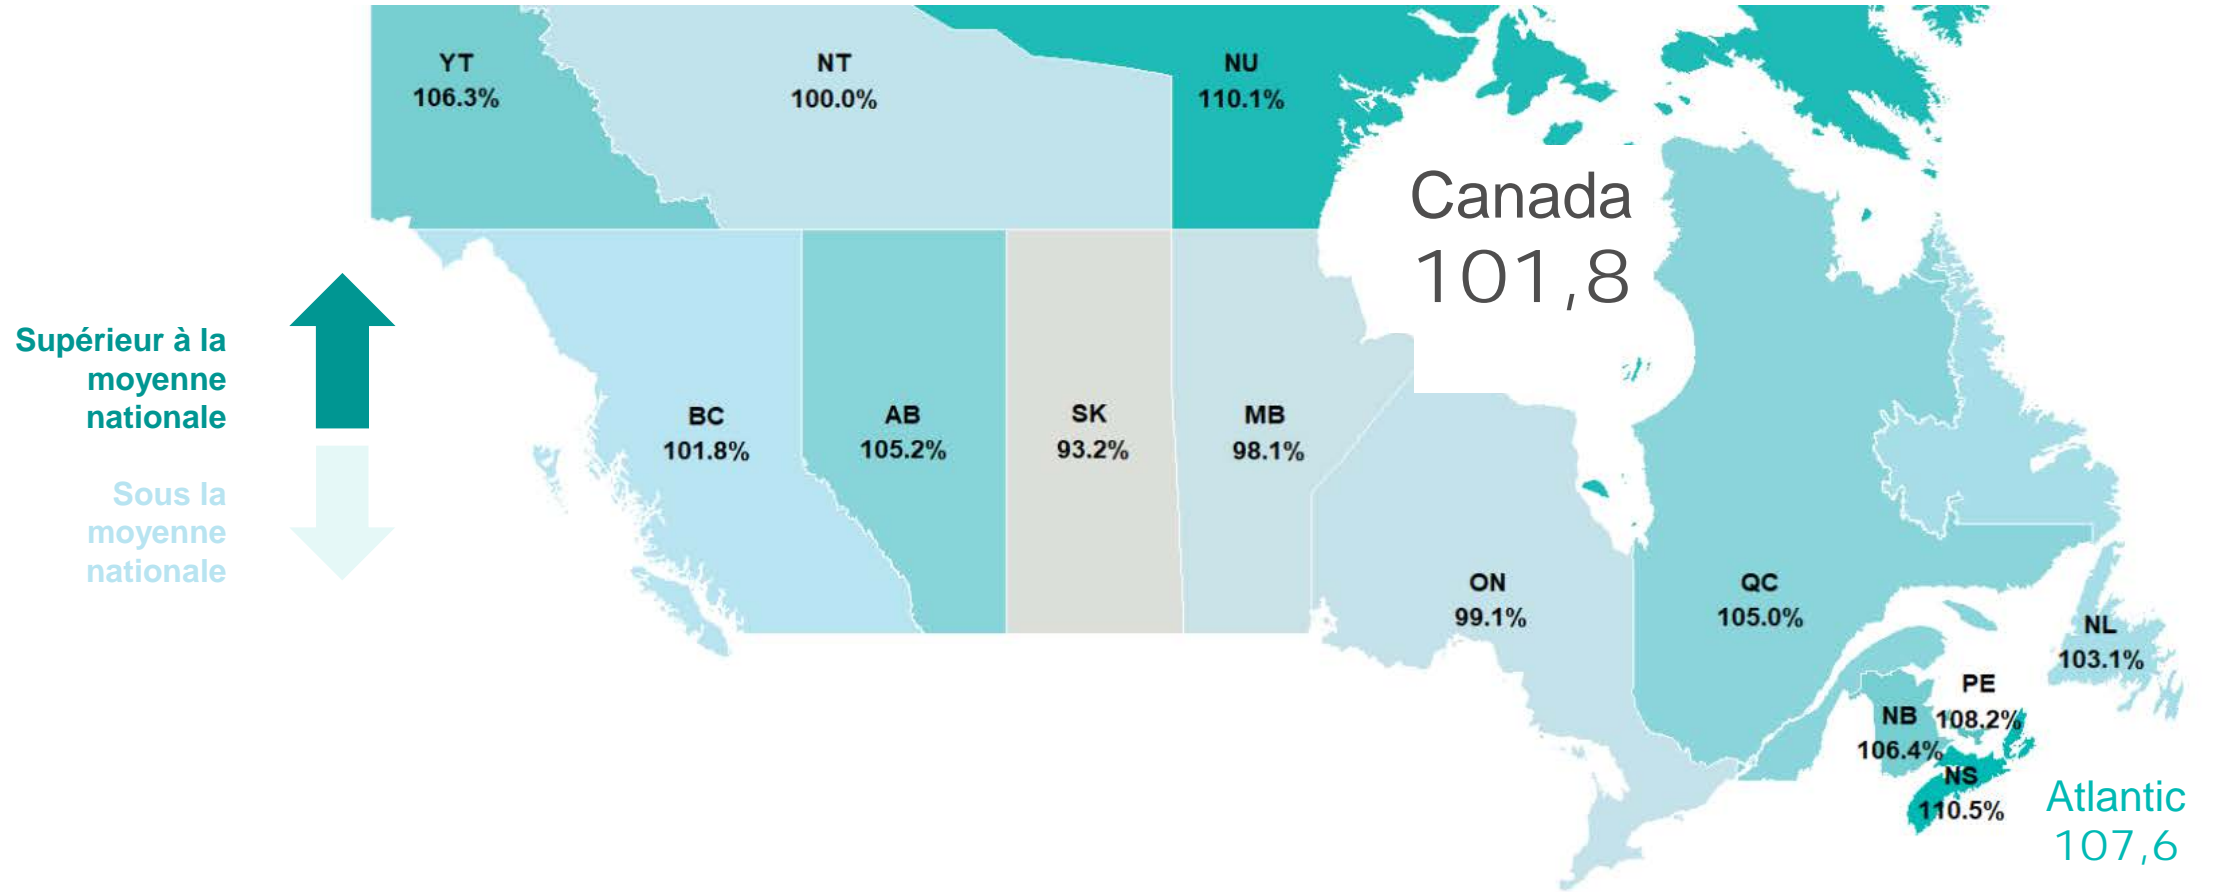 YT
106.3%
NT
100.0%
NU
110.1%
Canada
101,8
Supérieur à la
moyenne
nationale
Sous la
moyenne
nationale
BC
101.8%
AB
105.2%
SK
93.2%
MB
98.1%
ON
99.1%
QC
105.0%
NL
103.1%
PE
108.2%
NB
106.4%
NS
110.5%
Atlantic
107,6